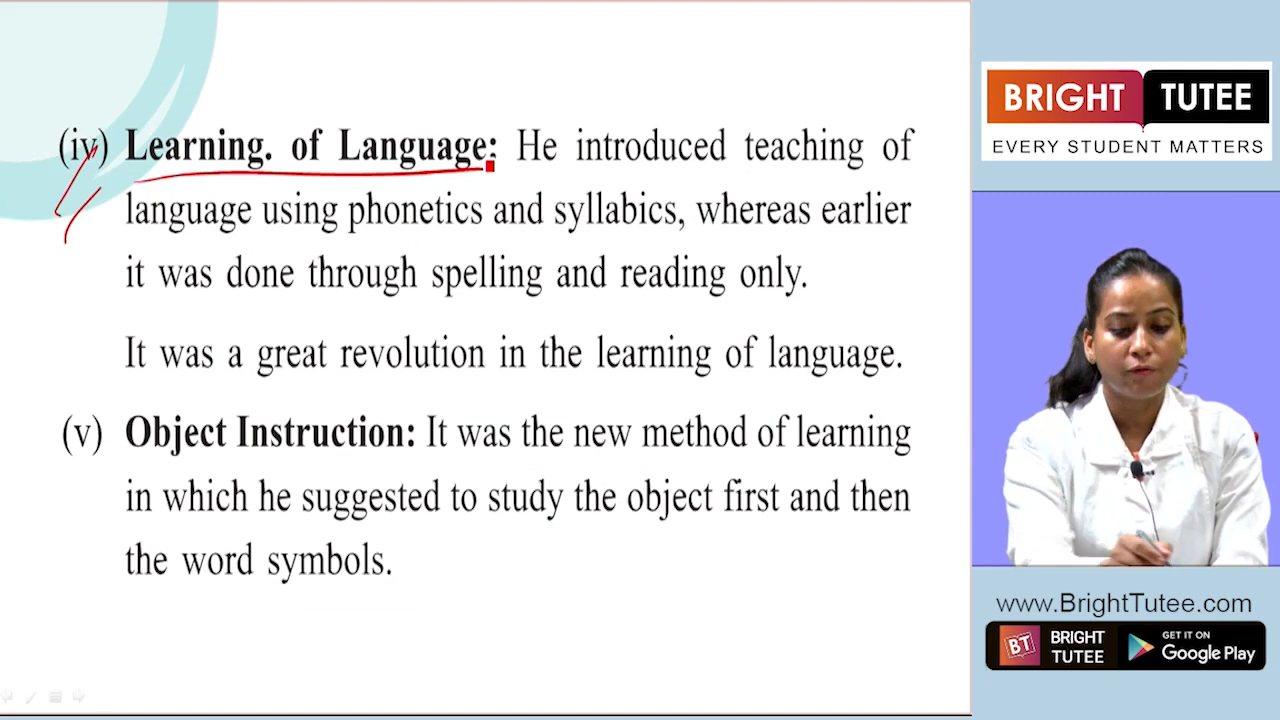 (iv) Learning. of Language: He introduced teaching of
language using phonetics and syllabics, whereas earlier
it was done through spelling and reading only.
It was a great revolution in the learning of language.
(v) Object Instruction: It was the new method of learning
in which he suggested to study the object first and then
the word symbols.
BRIGHT TUTEE
EVERY STUDENT MATTERS
www.BrightTutee.com
BT BRIGHT TUTEE
GET IT ON
Google Play